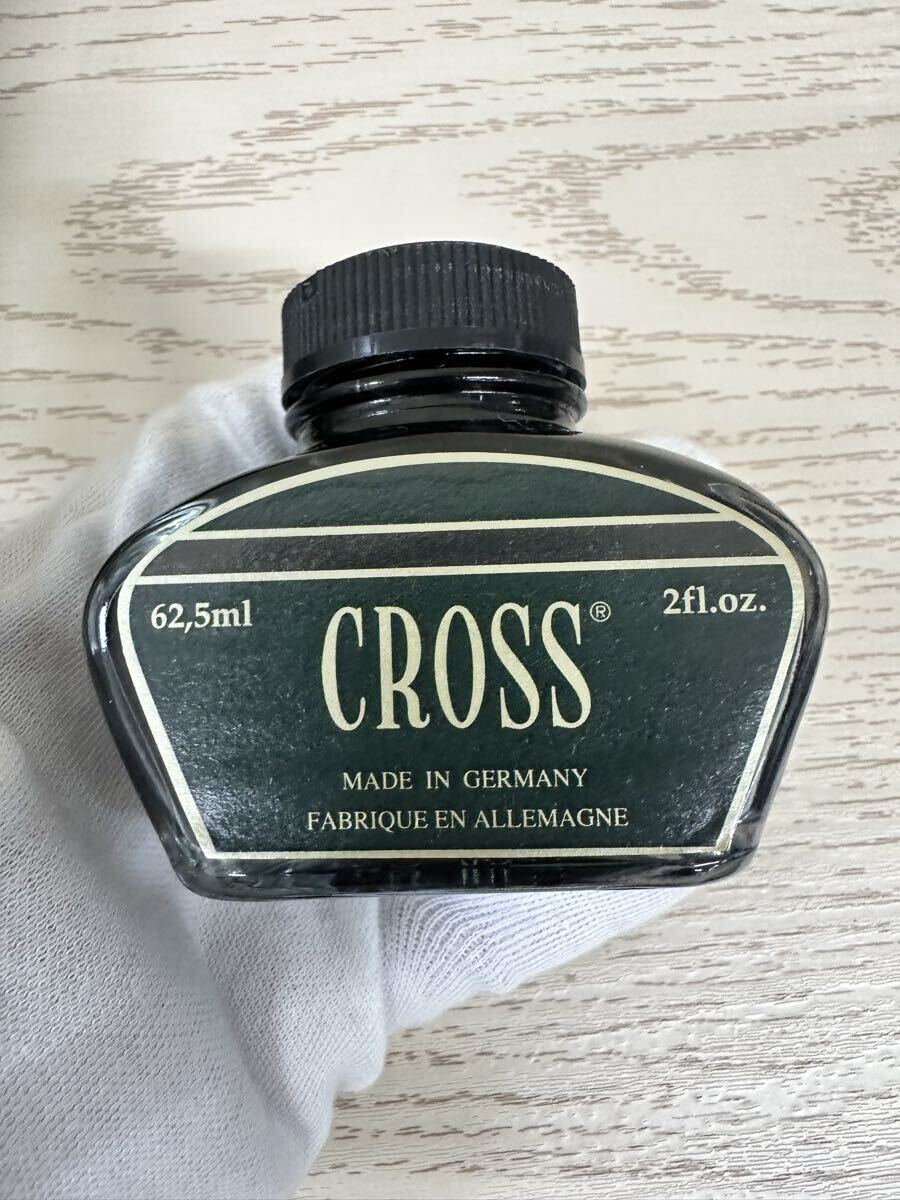 62,5ml
CROSS®
2fl.oz.
MADE IN GERMANY
FABRIQUE EN ALLEMAGNE